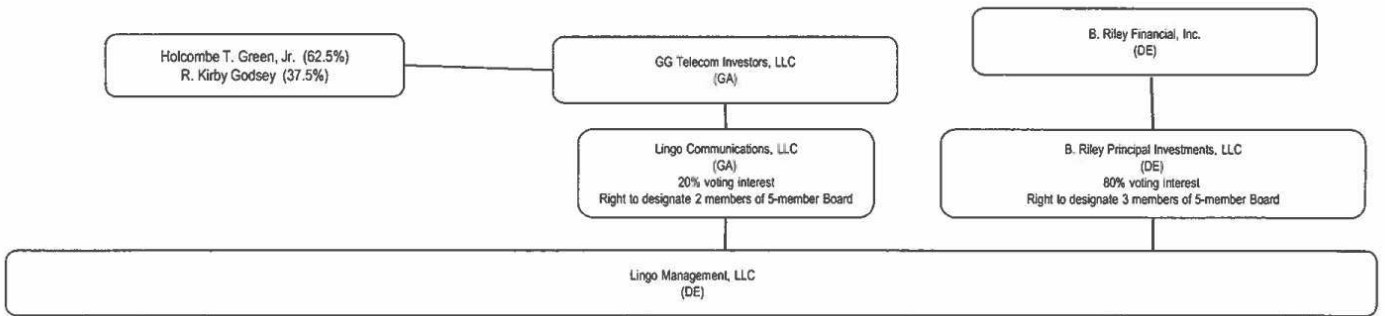 Holcombe T. Green, Jr. (62.5%)
R. Kirby Godsey (37.5%)
GG Telecom Investors, LLC
(GA)
B. Riley Financial, Inc.
(DE)
Lingo Communications, LLC
(GA)
20% voting interest
Right to designate 2 members of 5-member Board
B. Riley Principal Investments, LLC
(DE)
80% voting interest
Right to designate 3 members of 5-member Board
Lingo Management, LLC
(DE)